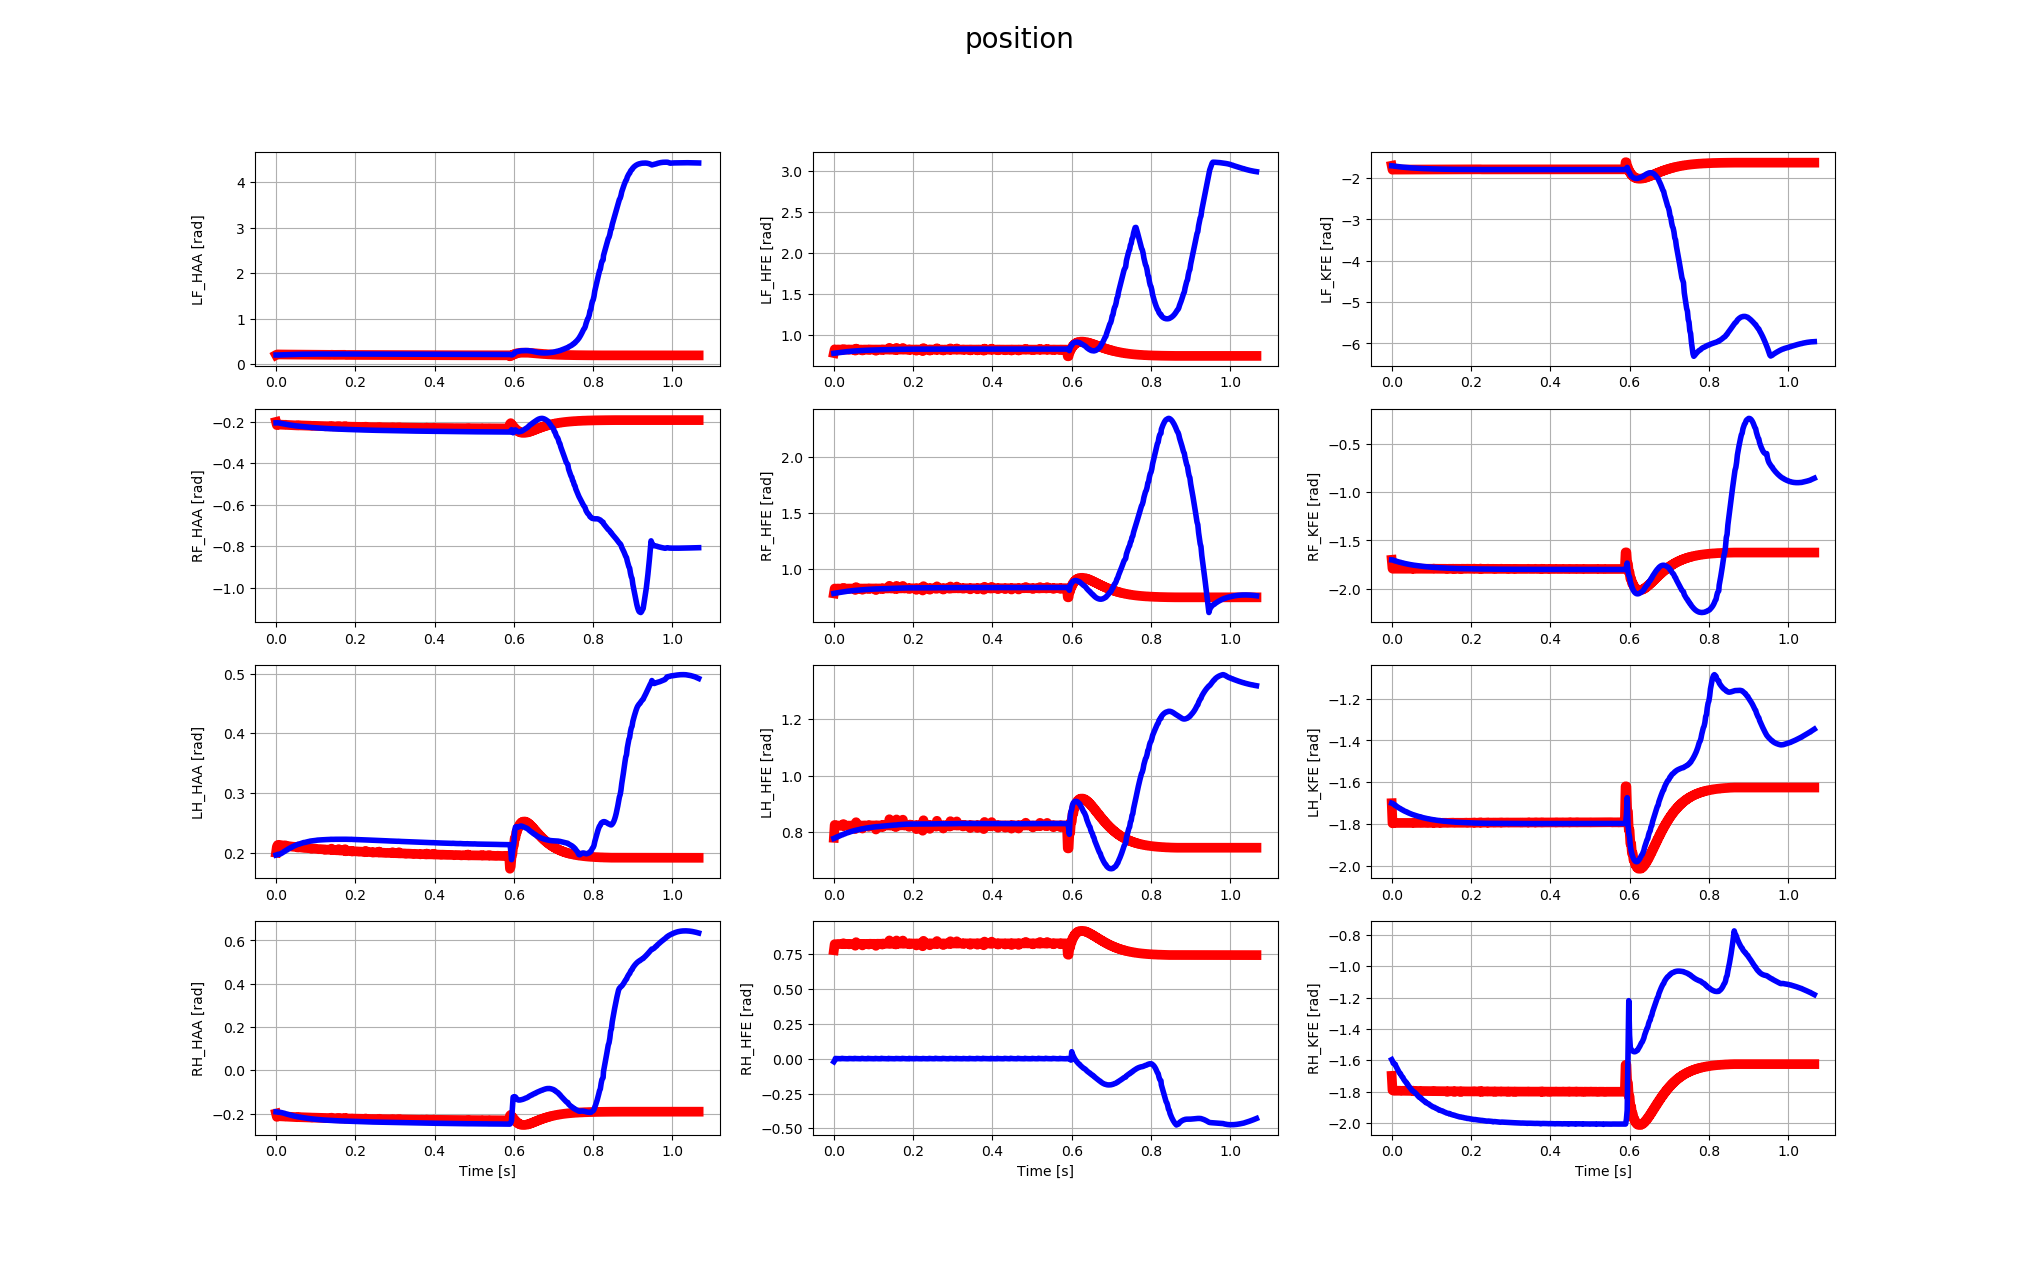 position
LF_HAA [rad]
4
3
2
1
0
0.0 0.2 0.4 0.6 0.8 1.0
LF_HFE [rad]
3.0
2.5
2.0
1.5
1.0
0.0 0.2 0.4 0.6 0.8 1.0
LF_KFE [rad]
−2
−3
−4
−5
−6
0.0 0.2 0.4 0.6 0.8 1.0
RF_HAA [rad]
−0.2
−0.4
−0.6
−0.8
−1.0
0.0 0.2 0.4 0.6 0.8 1.0
RF_HFE [rad]
2.0
1.5
1.0
0.0 0.2 0.4 0.6 0.8 1.0
RF_KFE [rad]
−0.5
−1.0
−1.5
−2.0
0.0 0.2 0.4 0.6 0.8 1.0
LH_HAA [rad]
0.5
0.4
0.3
0.2
0.0 0.2 0.4 0.6 0.8 1.0
LH_HFE [rad]
1.2
1.0
0.8
0.0 0.2 0.4 0.6 0.8 1.0
LH_KFE [rad]
−1.2
−1.4
−1.6
−1.8
−2.0
0.0 0.2 0.4 0.6 0.8 1.0
RH_HAA [rad]
0.6
0.4
0.2
0.0
−0.2
0.0 0.2 0.4 0.6 0.8 1.0
Time [s]
RH_HFE [rad]
0.75
0.50
0.25
0.00
−0.25
−0.50
0.0 0.2 0.4 0.6 0.8 1.0
Time [s]
RH_KFE [rad]
−0.8
−1.0
−1.2
−1.4
−1.6
−1.8
−2.0
0.0 0.2 0.4 0.6 0.8 1.0
Time [s]